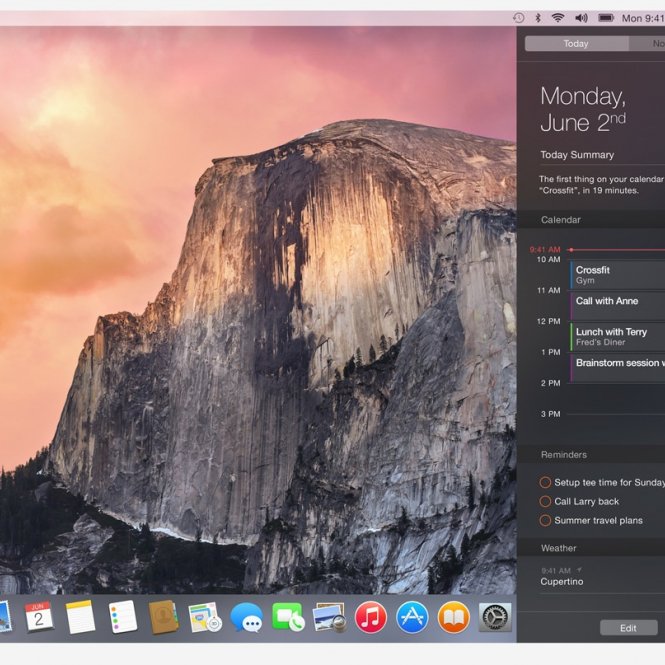 Mon 9:41
Today
No
Monday,
June 2nd
Today Summary
The first thing on your calendar
“Crossfit”, in 19 minutes.
Calendar
9:41 AM
10 AM
Crossfit
Gym
11 AM
Call with Anne
12 PM
Lunch with Terry
Fred's Diner
1 PM
Brainstorm session w
2 PM
3 PM
Reminders
Setup tee time for Sunday
Call Larry back
Summer travel plans
Weather
9:41 AM
Cupertino
Edit
JUN
2